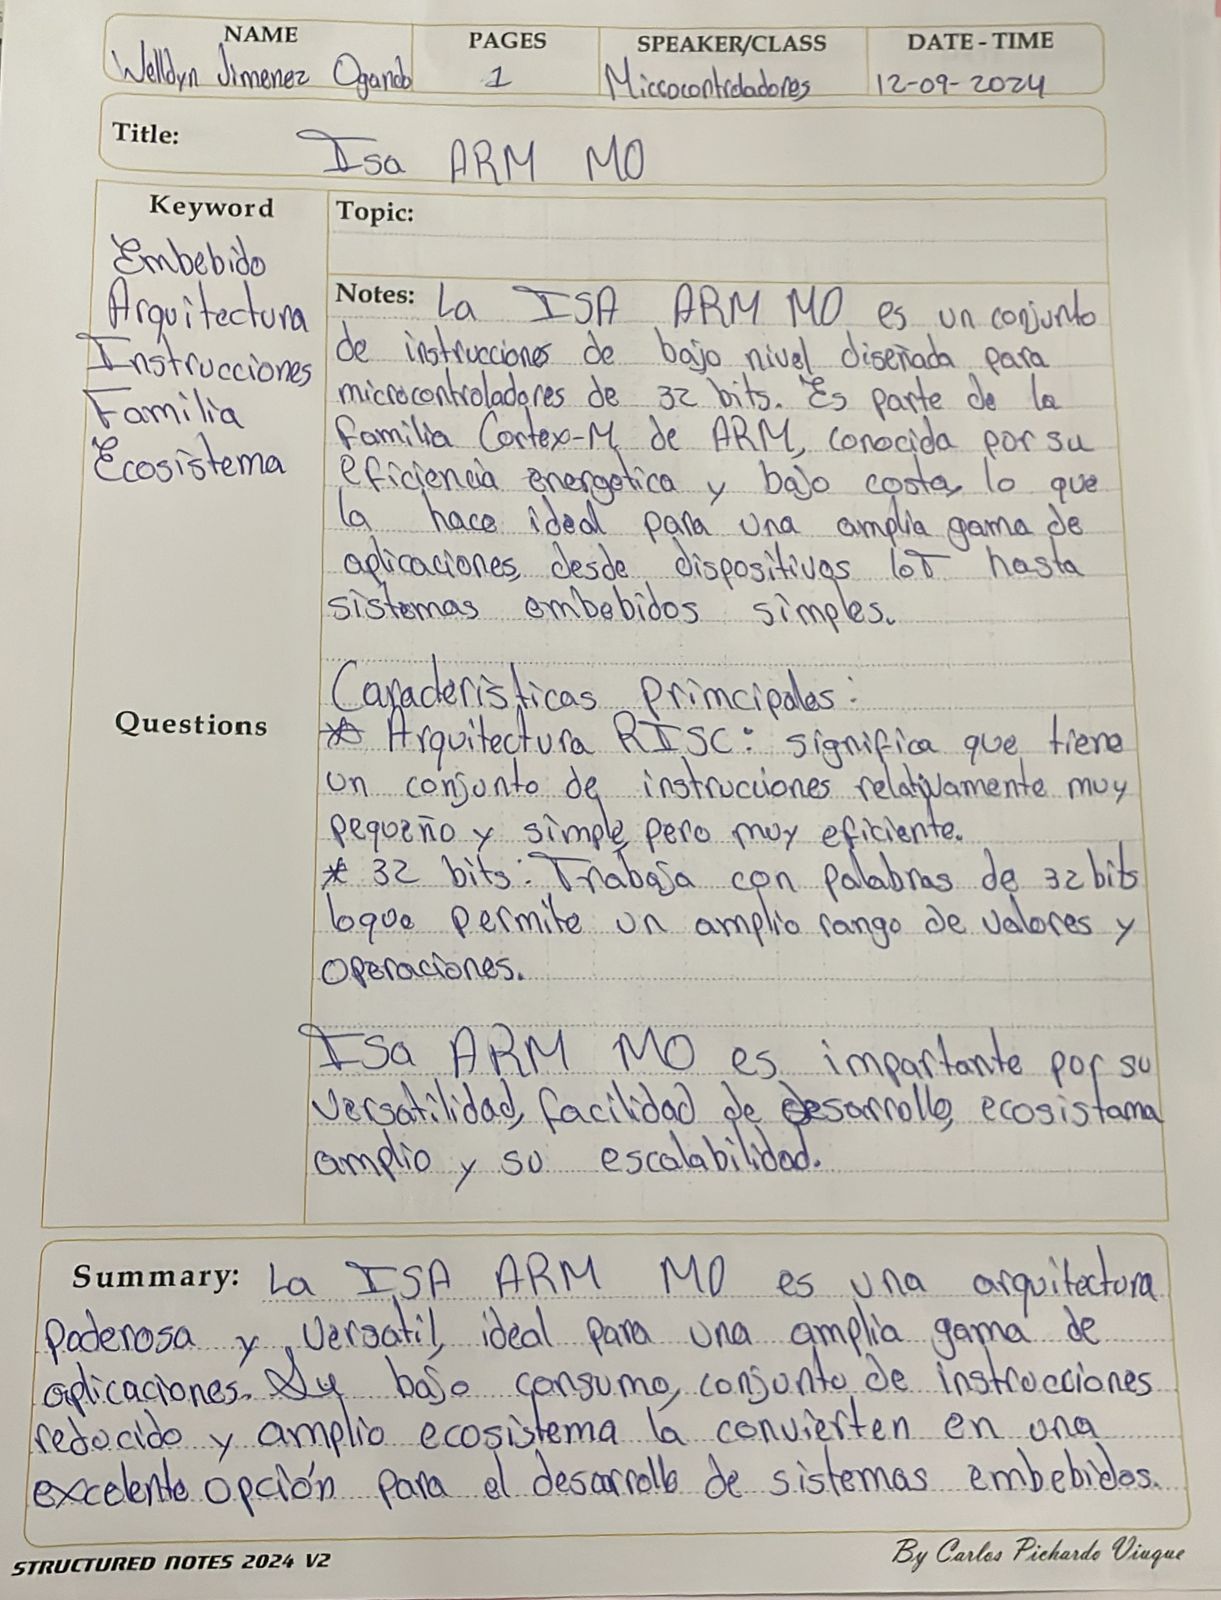 NAME
Welldyn Jimenez Ogando
PAGES
1
SPEAKER/CLASS
Microcontroladores
DATE - TIME
12-09-2024
Title: Isa ARM MO
Keyword
Embebido
Arquitectura
Instrucciones
Familia
Ecosistema
Questions
Topic:
Notes: La ISA ARM MO es un conjunto
de instrucciones de bajo nivel diseñada para
microcontroladores de 32 bits. Es parte de la
familia Cortex-M de ARM, conocida por su
eficiencia energetica y bajo costo, lo que
la hace ideal para una amplia gama de
aplicaciones, desde dispositivos IoT hasta
sistemas embebidos simples.
Características principales:
* Arquitectura RISC: significa que tiene
un conjunto de instrucciones relativamente muy
pequeño y simple, pero muy eficiente.
* 32 bits: Trabaja con palabras de 32 bits
loque permite un amplio rango de valores y
operaciones.
Isa ARM MO es importante por su
versatilidad, facilidad de desarrollo, ecosistama
amplio y su escalabilidad.
Summary: La ISA ARM MO es una arquitectura
poderosa y versatil, ideal para una amplia gama de
aplicaciones. Su bajo consumo, conjunto de instrucciones
reducido y amplio ecosistema la convierten en una
excelente opción para el desarrollo de sistemas embebidos.
STRUCTURED NOTES 2024 V2
By Carlos Pichardo Viuque